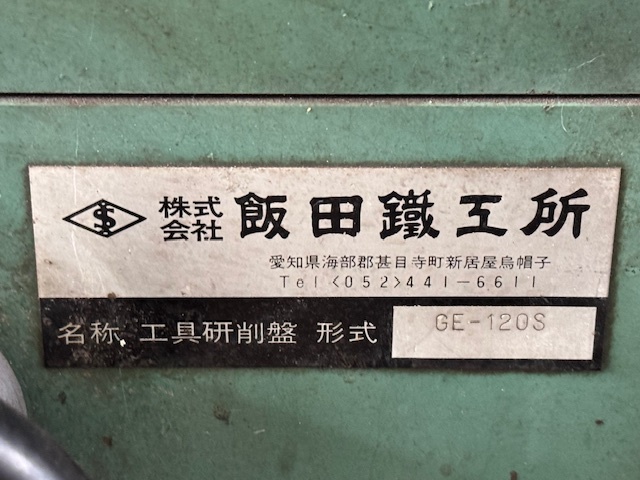 株式会社 飯田鐵工所
愛知県海部郡甚目寺町新居屋烏帽子
Tel <052>441-6611
名称 工具研削盤 形式 GE-120S